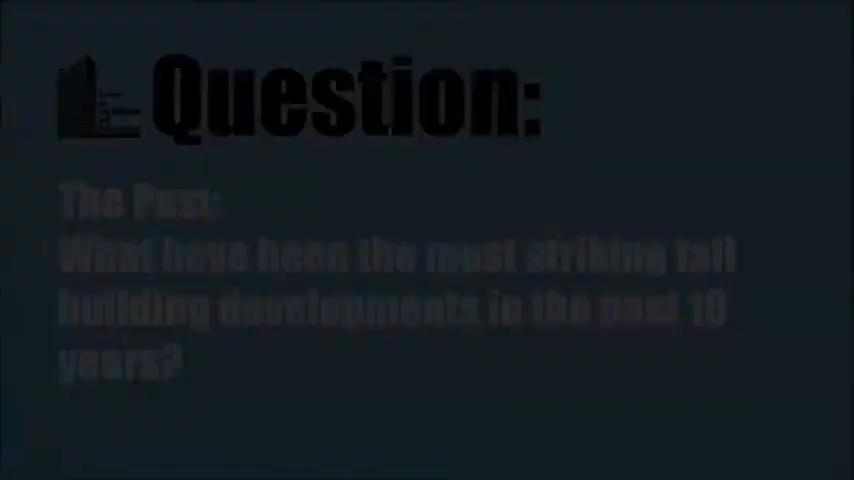 Question:
The Past:
What have been the most striking tall
building developments in the past 10
years?